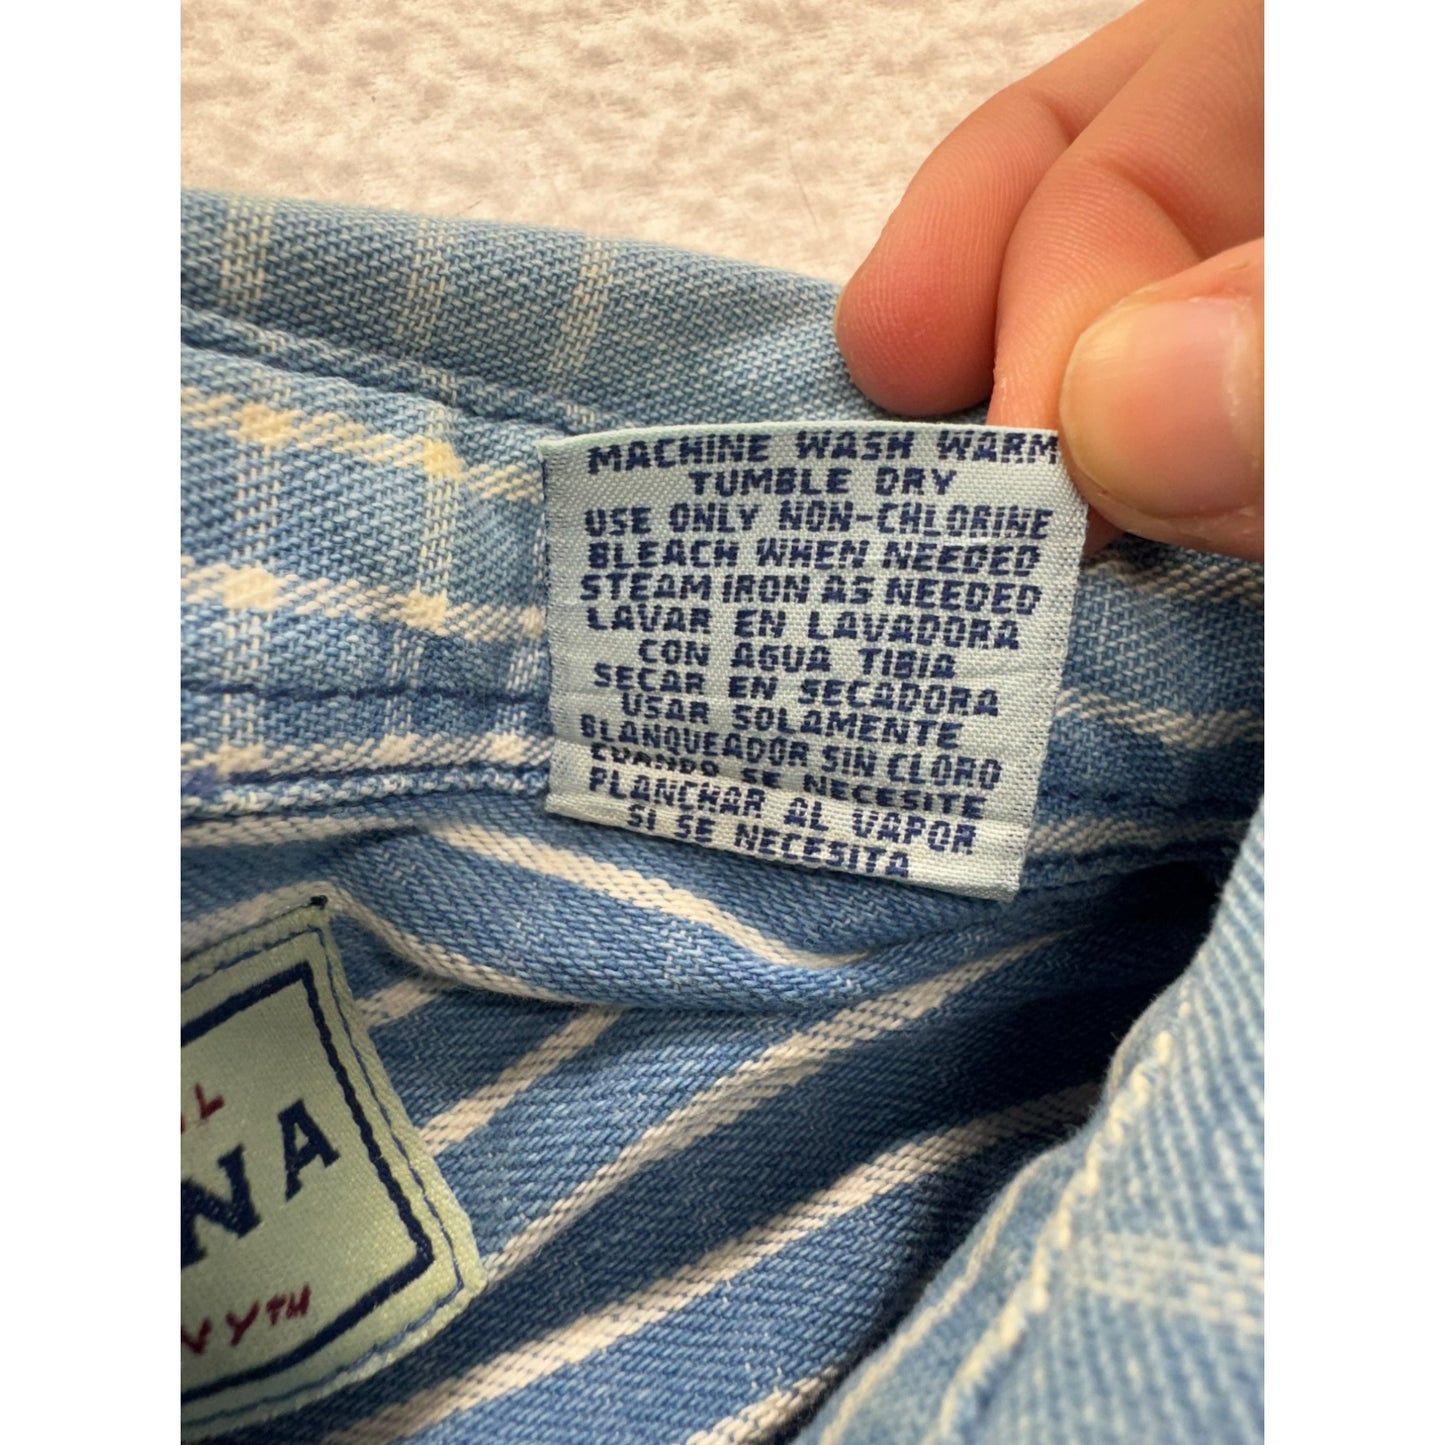 MACHINE WASH WARM
TUMBLE DRY
USE ONLY NON-CHLORINE
BLEACH WHEN NEEDED
STEAM IRON AS NEEDED
LAVAR EN LAVADORA
CON AGUA TIBIA
SECAR EN SECADORA
USAR SOLAMENTE
BLANQUEADOR SIN CLORO
CUANDO SE NECESITE
PLANCHAR AL VAPOR
SI SE NECESITA